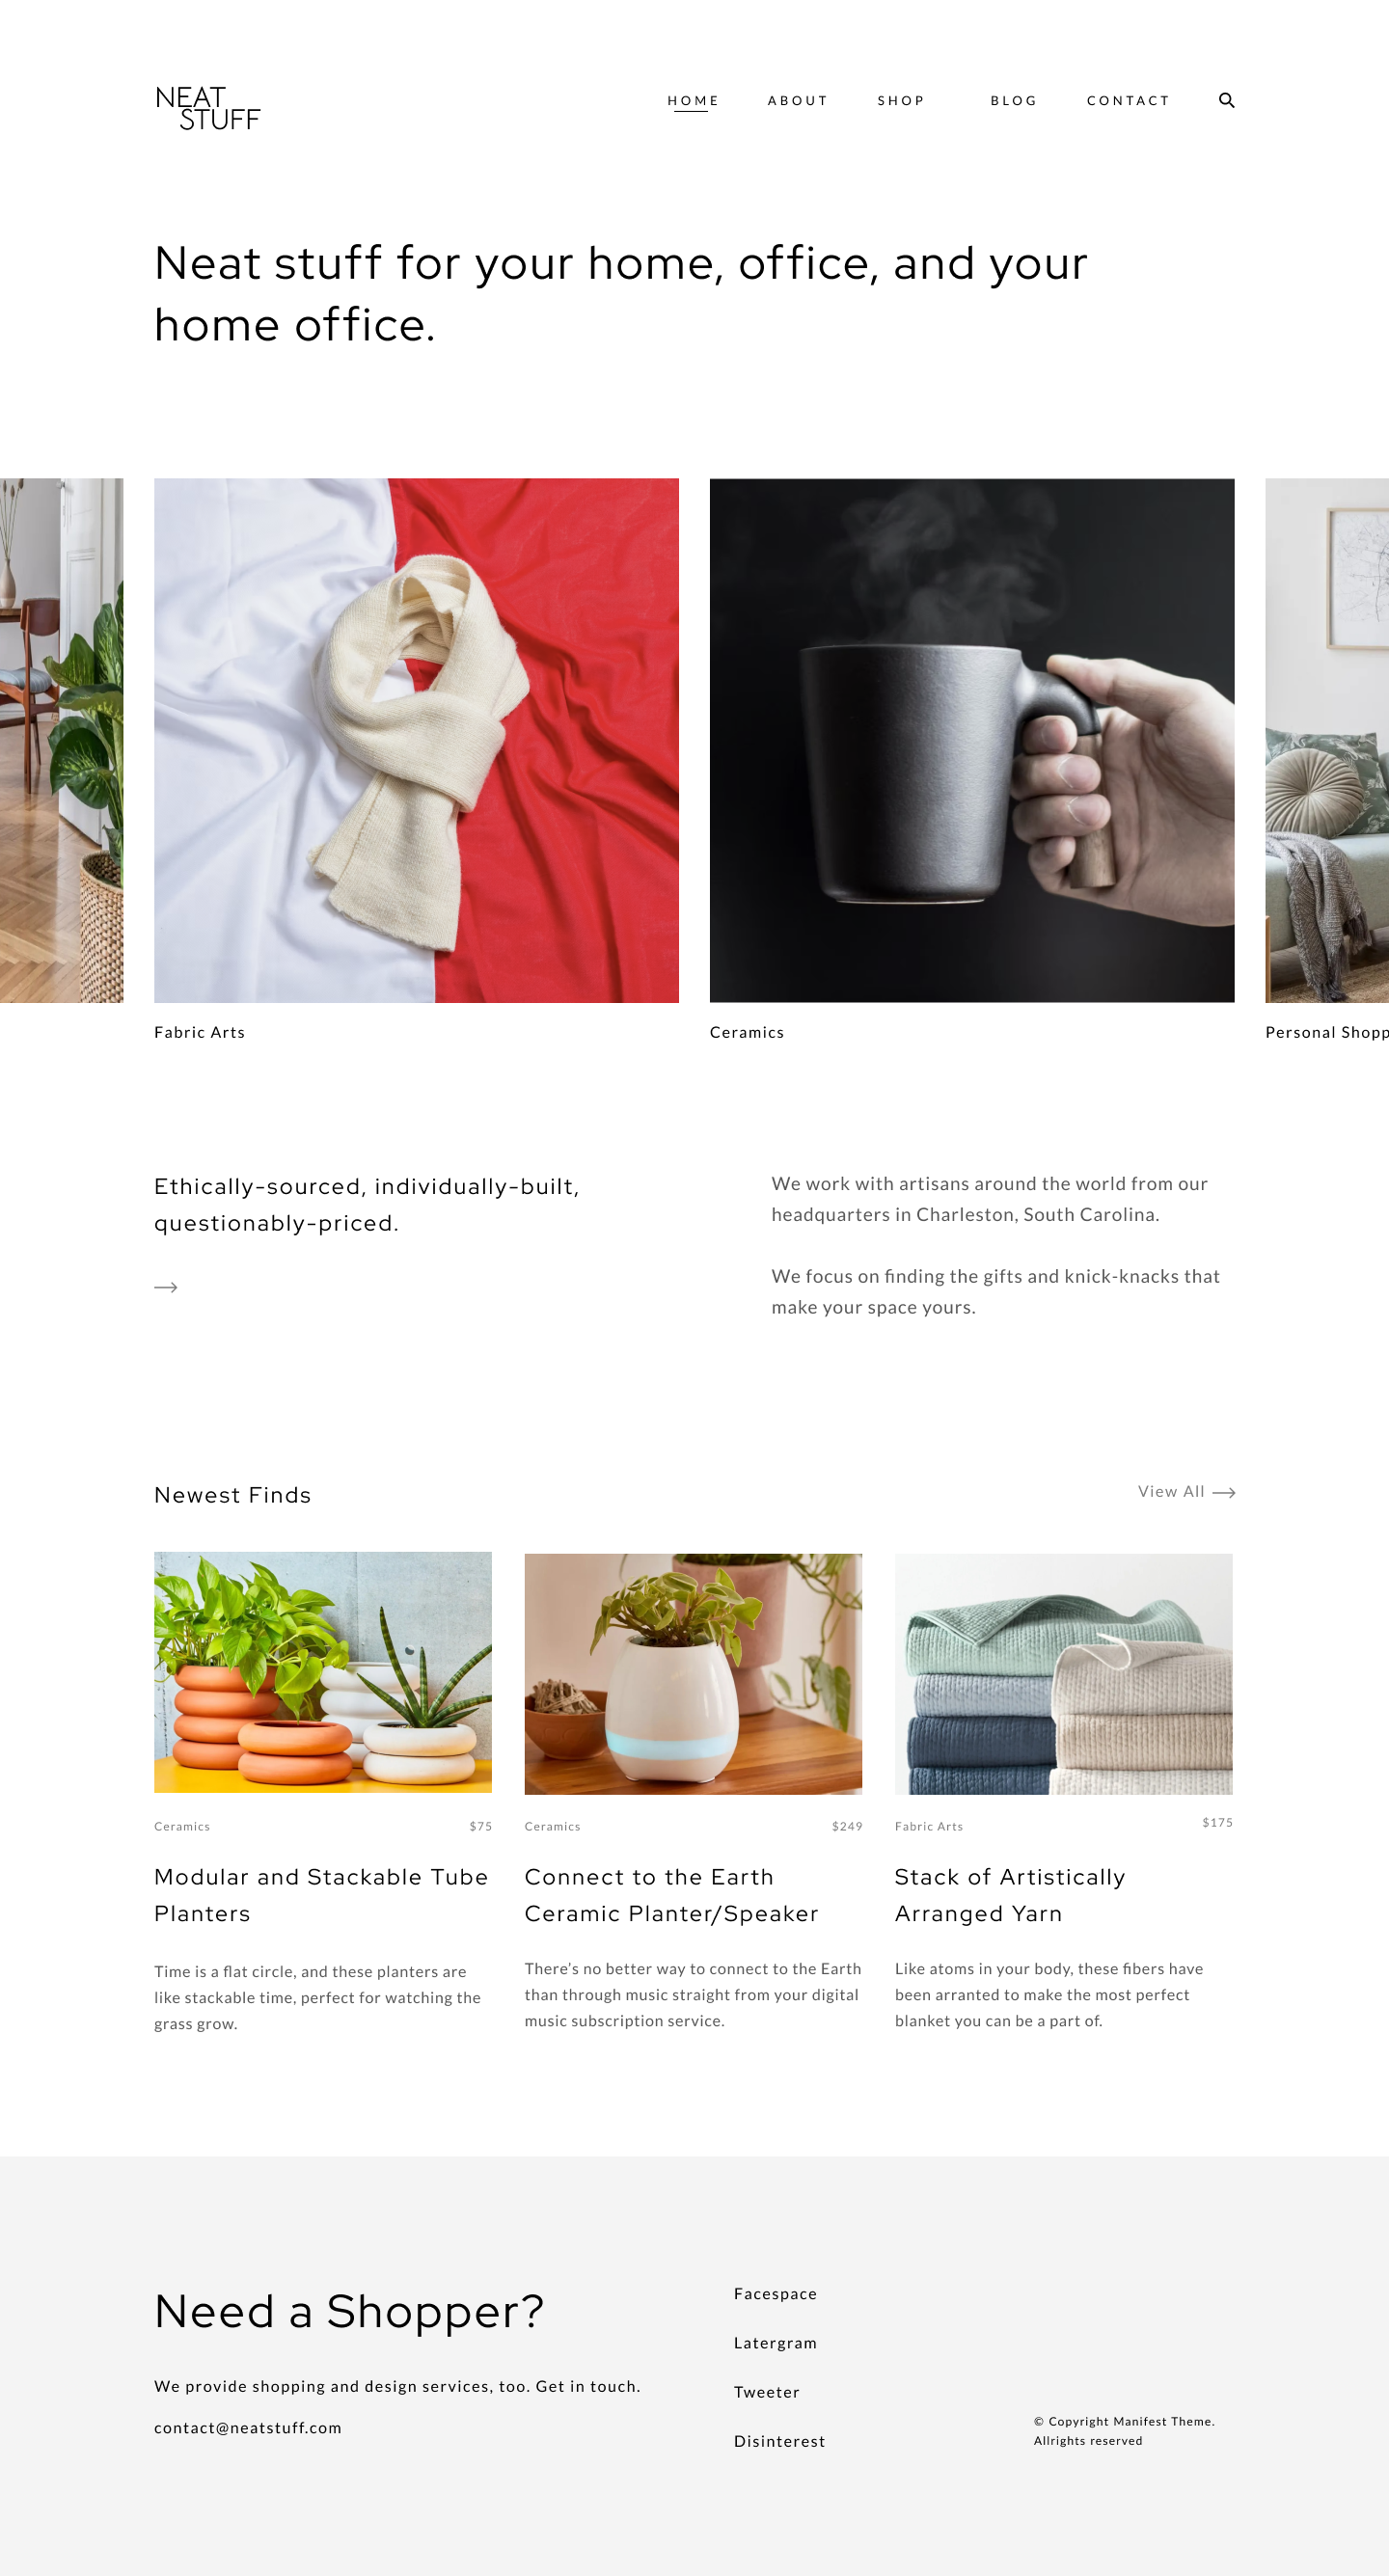 NEAT
STUFF
HOME ABOUT SHOP BLOG CONTACT
Neat stuff for your home, office, and your
home office.
Fabric Arts
Ceramics
Personal Shopp
Ethically-sourced, individually-built,
questionably-priced.
We work with artisans around the world from our
headquarters in Charleston, South Carolina.
We focus on finding the gifts and knick-knacks that
make your space yours.
Newest Finds
View All
Ceramics $75
Modular and Stackable Tube
Planters
Time is a flat circle, and these planters are
like stackable time, perfect for watching the
grass grow.
Ceramics $249
Connect to the Earth
Ceramic Planter/Speaker
There's no better way to connect to the Earth
than through music straight from your digital
music subscription service.
Fabric Arts $175
Stack of Artistically
Arranged Yarn
Like atoms in your body, these fibers have
been arranted to make the most perfect
blanket you can be a part of.
Need a Shopper?
We provide shopping and design services, too. Get in touch.
contact@neatstuff.com
Facespace
Latergram
Tweeter
Disinterest
© Copyright Manifest Theme.
Allrights reserved